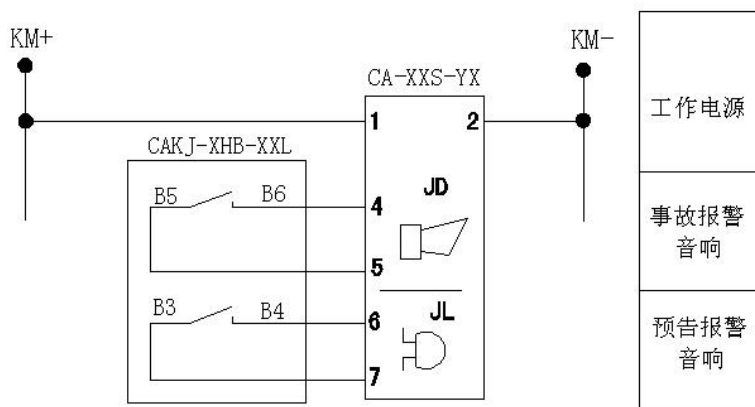 KM+
KM-
CA-XXS-YX
工作电源
1
2
CAKJ-XHB-XXL
B5
B6
4
JD
事故报警
音响
5
B3
B4
6
JL
预告报警
音响
7